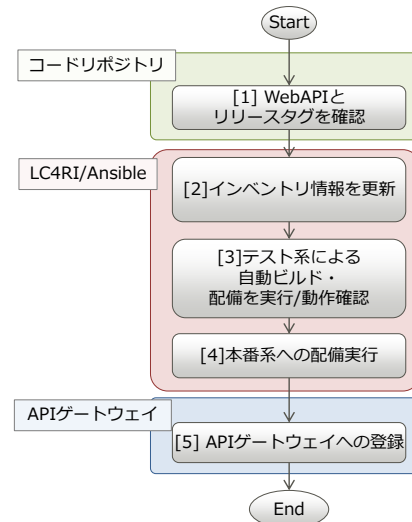 Start
コードリポジトリ
[1] WebAPIと
リリースタグを確認
LC4RI/Ansible
[2]インベントリ情報を更新
[3]テスト系による
自動ビルド・
配備を実行/動作確認
[4]本番系への配備実行
APIゲートウェイ
[5] APIゲートウェイへの登録
End